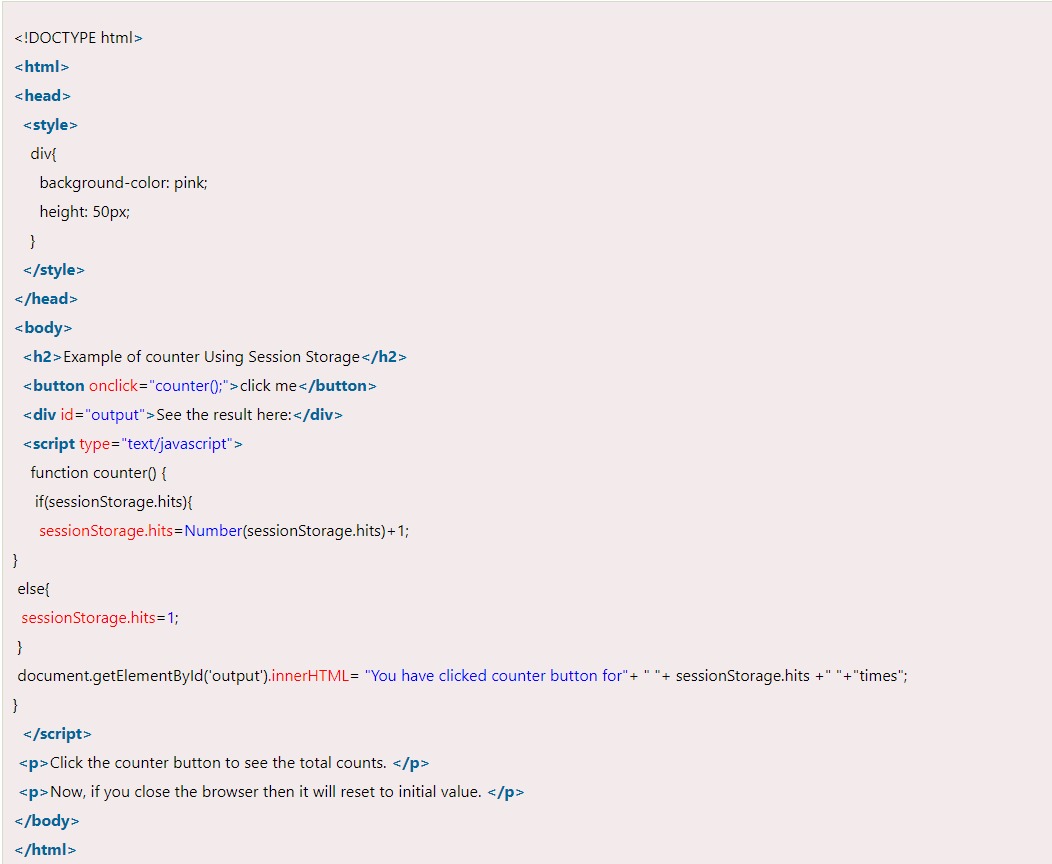 <!DOCTYPE html>
<html>
<head>
  <style>
    div{
      background-color: pink;
      height: 50px;
    }
  </style>
</head>
<body>
  <h2>Example of counter Using Session Storage</h2>
  <button onclick="counter();">click me</button>
  <div id="output">See the result here:</div>
  <script type="text/javascript">
    function counter() {
     if(sessionStorage.hits){
      sessionStorage.hits=Number(sessionStorage.hits)+1;
}
 else{
  sessionStorage.hits=1;
 }
 document.getElementById('output').innerHTML= "You have clicked counter button for"+ " "+ sessionStorage.hits +" "+"times";
}
  </script>
 <p>Click the counter button to see the total counts. </p>
 <p>Now, if you close the browser then it will reset to initial value. </p>
</body>
</html>